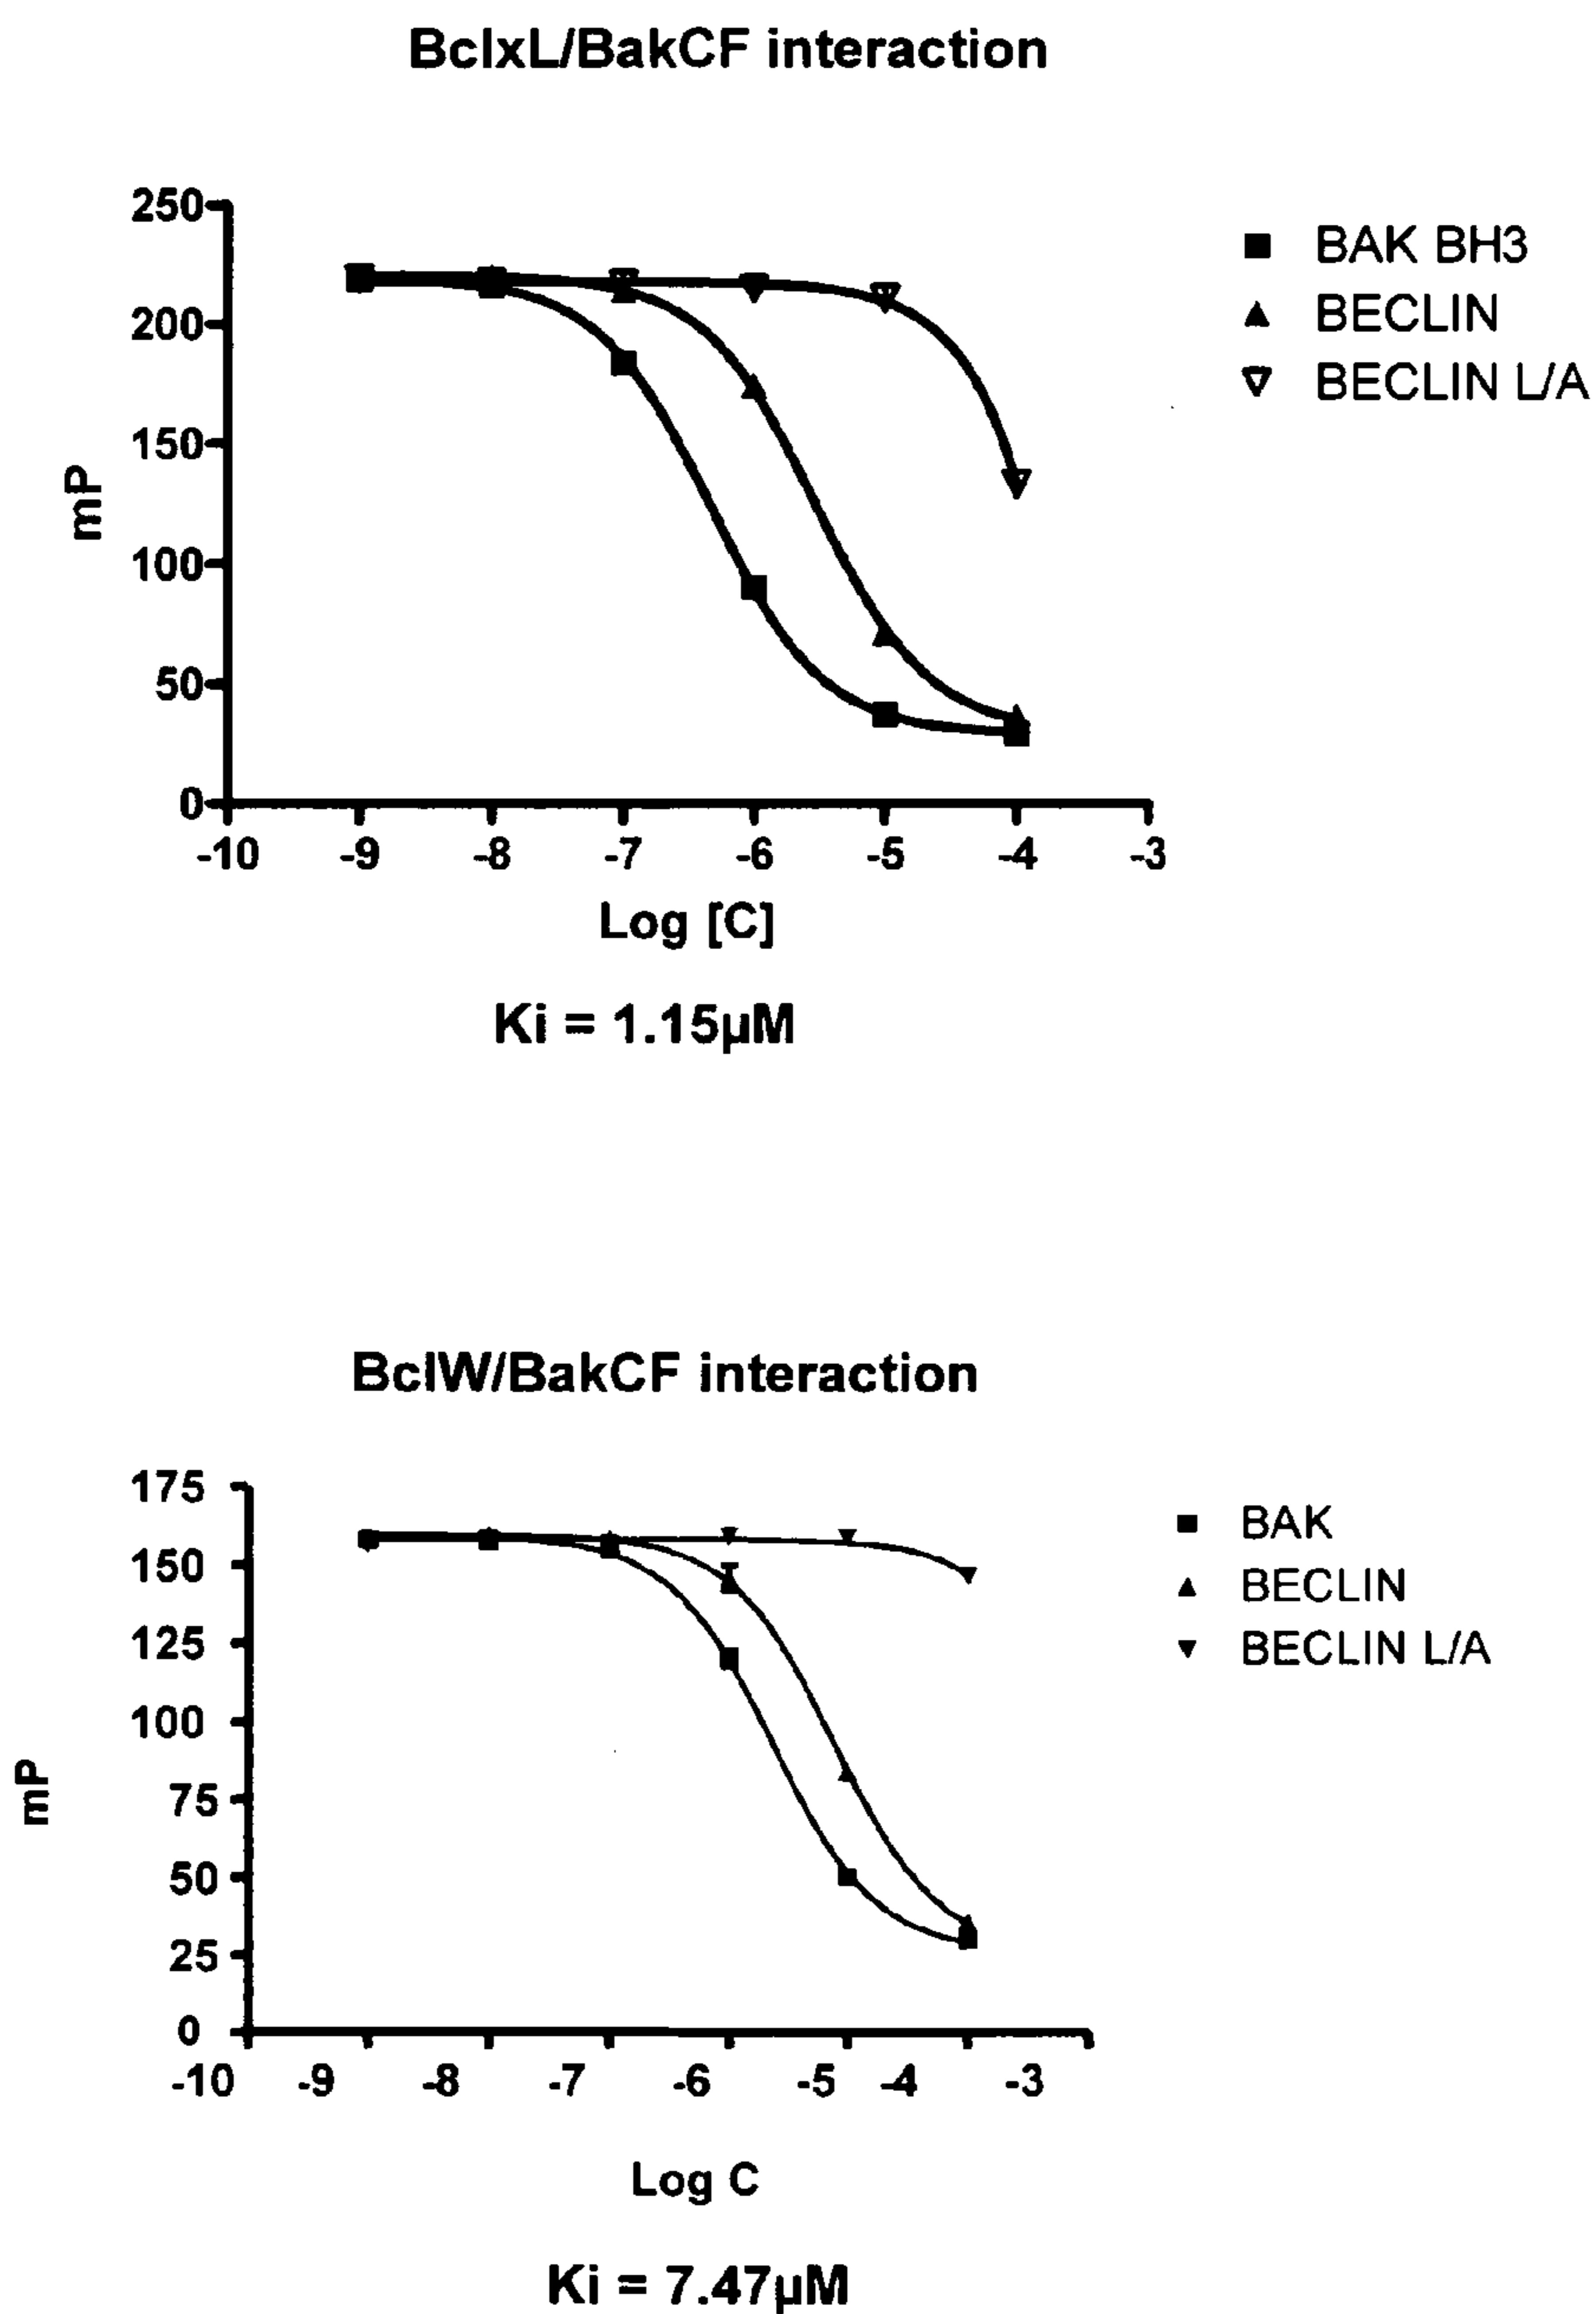 BclxL/BakCF interaction
250
200
150
100
50
0
mP
-10 -9 -8 -7 -6 -5 -4 -3
Log [C]
BAK BH3
BECLIN
BECLIN L/A
Ki = 1.15µM
BclW/BakCF interaction
175
150
125
100
75
50
25
0
mP
-10 -9 -8 -7 -6 -5 -4 -3
Log C
BAK
BECLIN
BECLIN L/A
Ki = 7.47µM